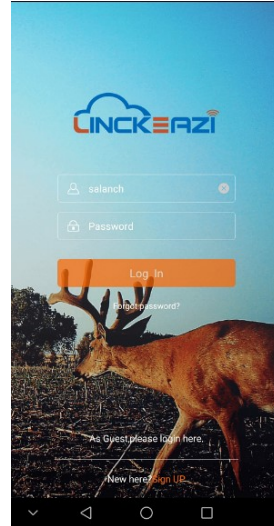 LINCKEAZI
salanch
Password
Log In
Forgot password?
As Guest,please login here.
New here?Sign UP